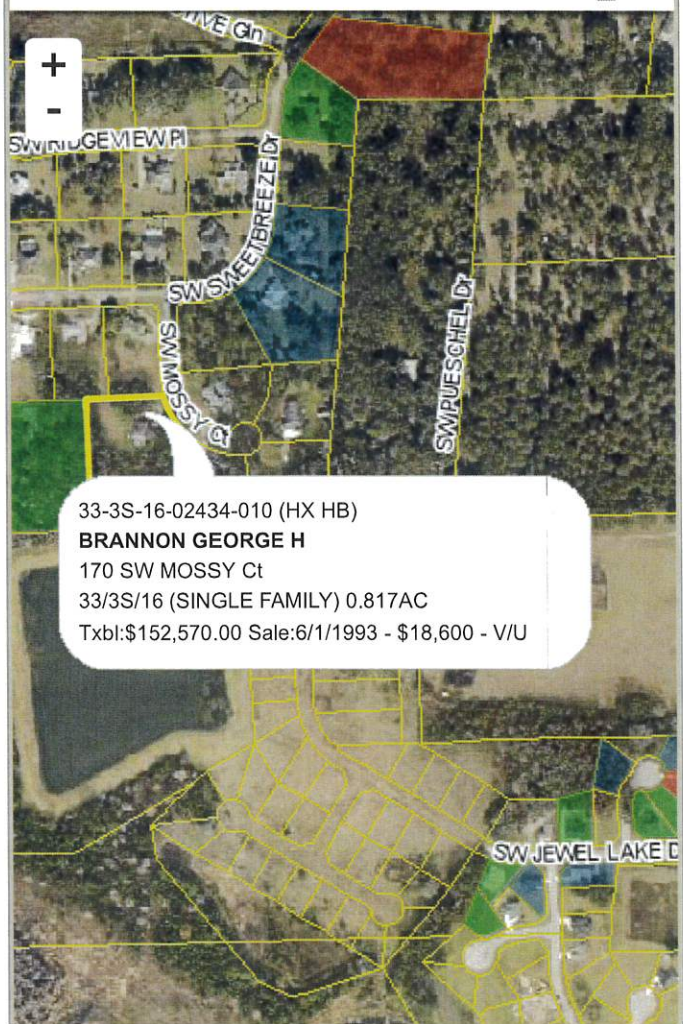 +
-
SW RIDGEVIEW Pl
SW SWEETBREEZE Dr
SW MOSSY Ct
SW PUESCHEL Dr
33-3S-16-02434-010 (HX HB)
BRANNON GEORGE H
170 SW MOSSY Ct
33/3S/16 (SINGLE FAMILY) 0.817AC
Txbl:$152,570.00 Sale:6/1/1993 - $18,600 - V/U
SW JEWEL LAKE D